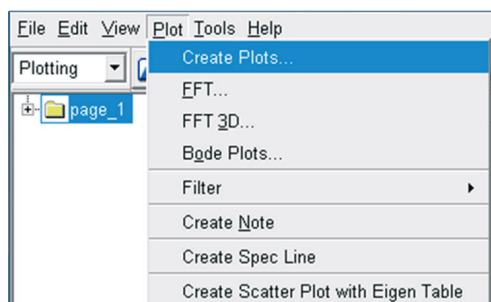 File Edit View Plot Tools Help
Plotting
page_1
Create Plots...
FFT...
FFT 3D...
Bode Plots...
Filter
Create Note
Create Spec Line
Create Scatter Plot with Eigen Table